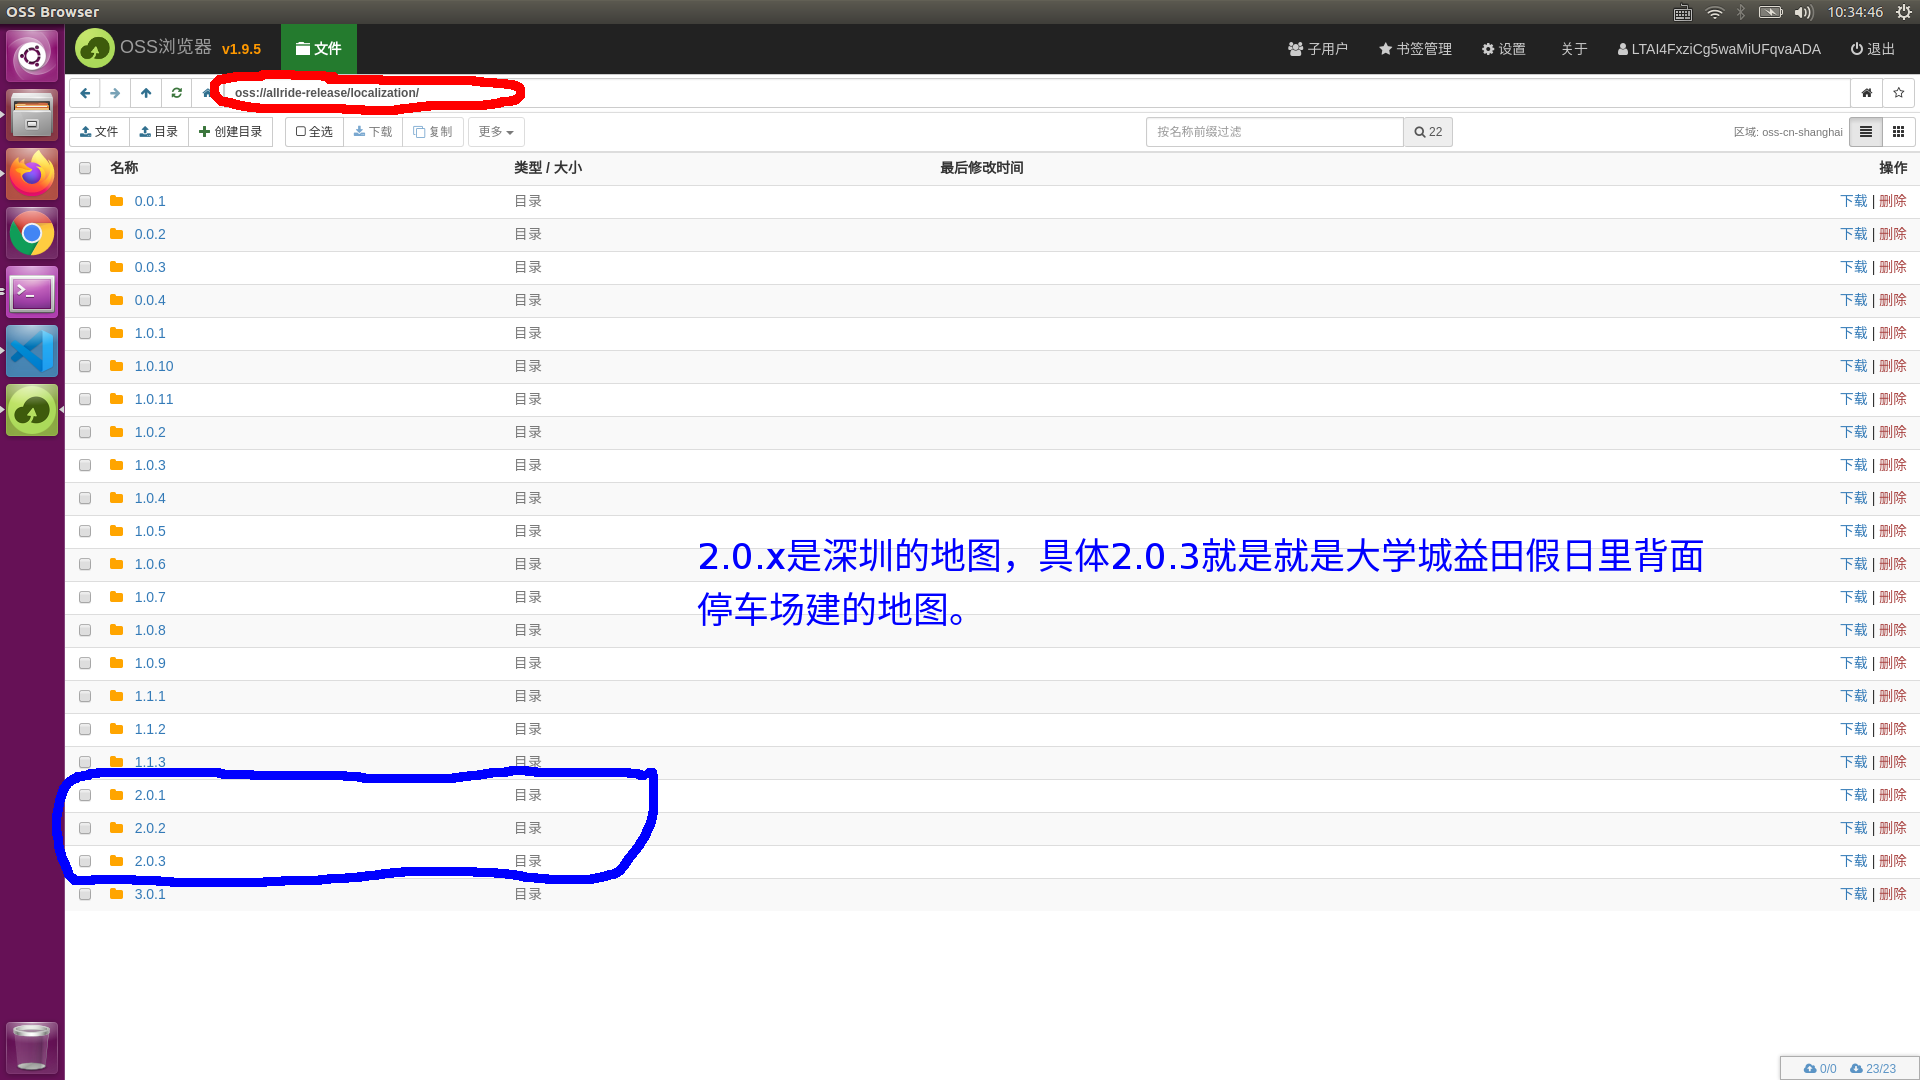 OSS Browser 10:34:46
OSS浏览器 v1.9.5 文件 子用户 书签管理 设置 关于 LTAI4FxziCg5waMiUFqvaADA 退出
oss://allride-release/localization/
文件 目录 创建目录 全选 下载 复制 更多 按名称前缀过滤 22 区域: oss-cn-shanghai
名称 类型 / 大小 最后修改时间 操作
0.0.1 目录 下载 | 删除
0.0.2 目录 下载 | 删除
0.0.3 目录 下载 | 删除
0.0.4 目录 下载 | 删除
1.0.1 目录 下载 | 删除
1.0.10 目录 下载 | 删除
1.0.11 目录 下载 | 删除
1.0.2 目录 下载 | 删除
1.0.3 目录 下载 | 删除
1.0.4 目录 下载 | 删除
1.0.5 目录 下载 | 删除
2.0.x是深圳的地图，具体2.0.3就是就是大学城益田假日里背面
1.0.6 目录 下载 | 删除
1.0.7 目录 下载 | 删除
停车场建的地图。
1.0.8 目录 下载 | 删除
1.0.9 目录 下载 | 删除
1.1.1 目录 下载 | 删除
1.1.2 目录 下载 | 删除
1.1.3 目录 下载 | 删除
2.0.1 目录 下载 | 删除
2.0.2 目录 下载 | 删除
2.0.3 目录 下载 | 删除
3.0.1 目录 下载 | 删除
0/0 23/23